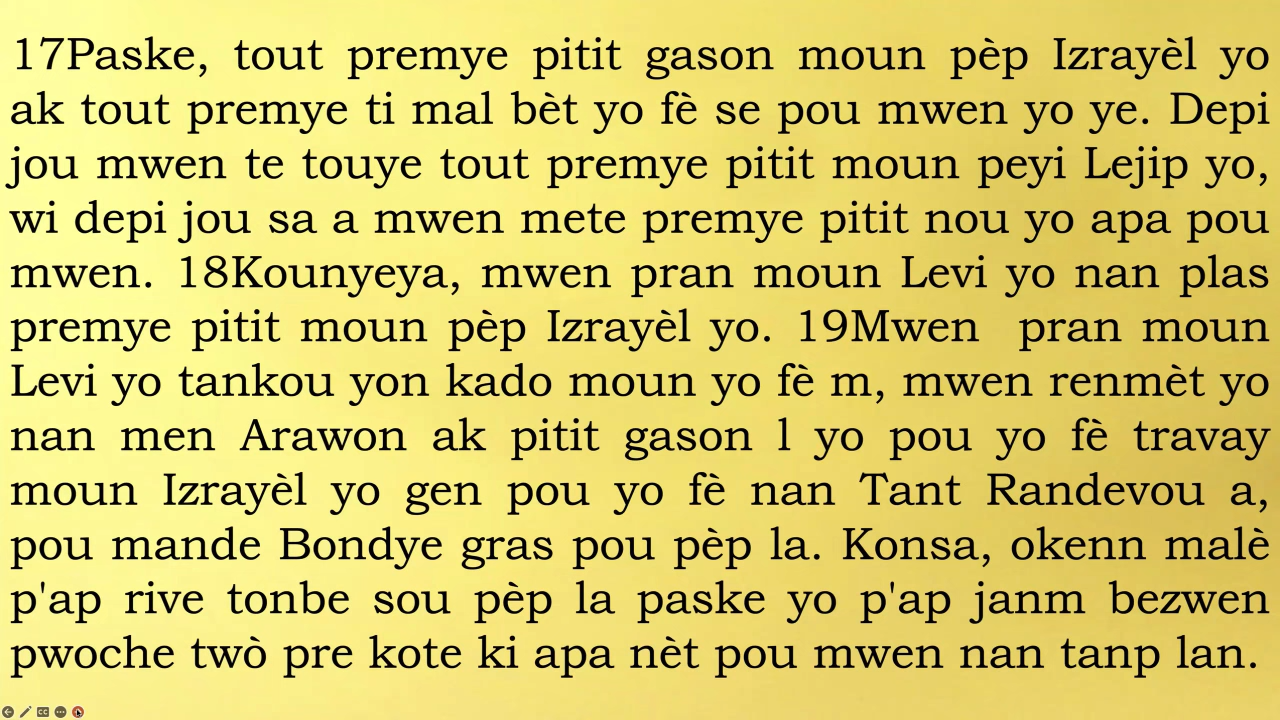 17Paske, tout premye pitit gason moun pèp Izrayèl yo
ak tout premye ti mal bèt yo fè se pou mwen yo ye. Depi
jou mwen te touye tout premye pitit moun peyi Lejip yo,
wi depi jou sa a mwen mete premye pitit nou yo apa pou
mwen. 18Kounyeya, mwen pran moun Levi yo nan plas
premye pitit moun pèp Izrayèl yo. 19Mwen  pran moun
Levi yo tankou yon kado moun yo fè m, mwen renmèt yo
nan men Arawon ak pitit gason l yo pou yo fè travay
moun Izrayèl yo gen pou yo fè nan Tant Randevou a,
pou mande Bondye gras pou pèp la. Konsa, okenn malè
p'ap rive tonbe sou pèp la paske yo p'ap janm bezwen
pwoche twò pre kote ki apa nèt pou mwen nan tanp lan.